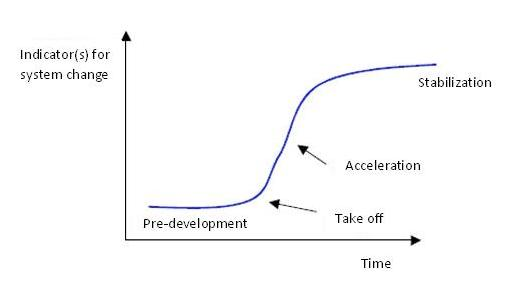 Indicator(s) for
system change
Stabilization
Acceleration
Take off
Pre-development
Time